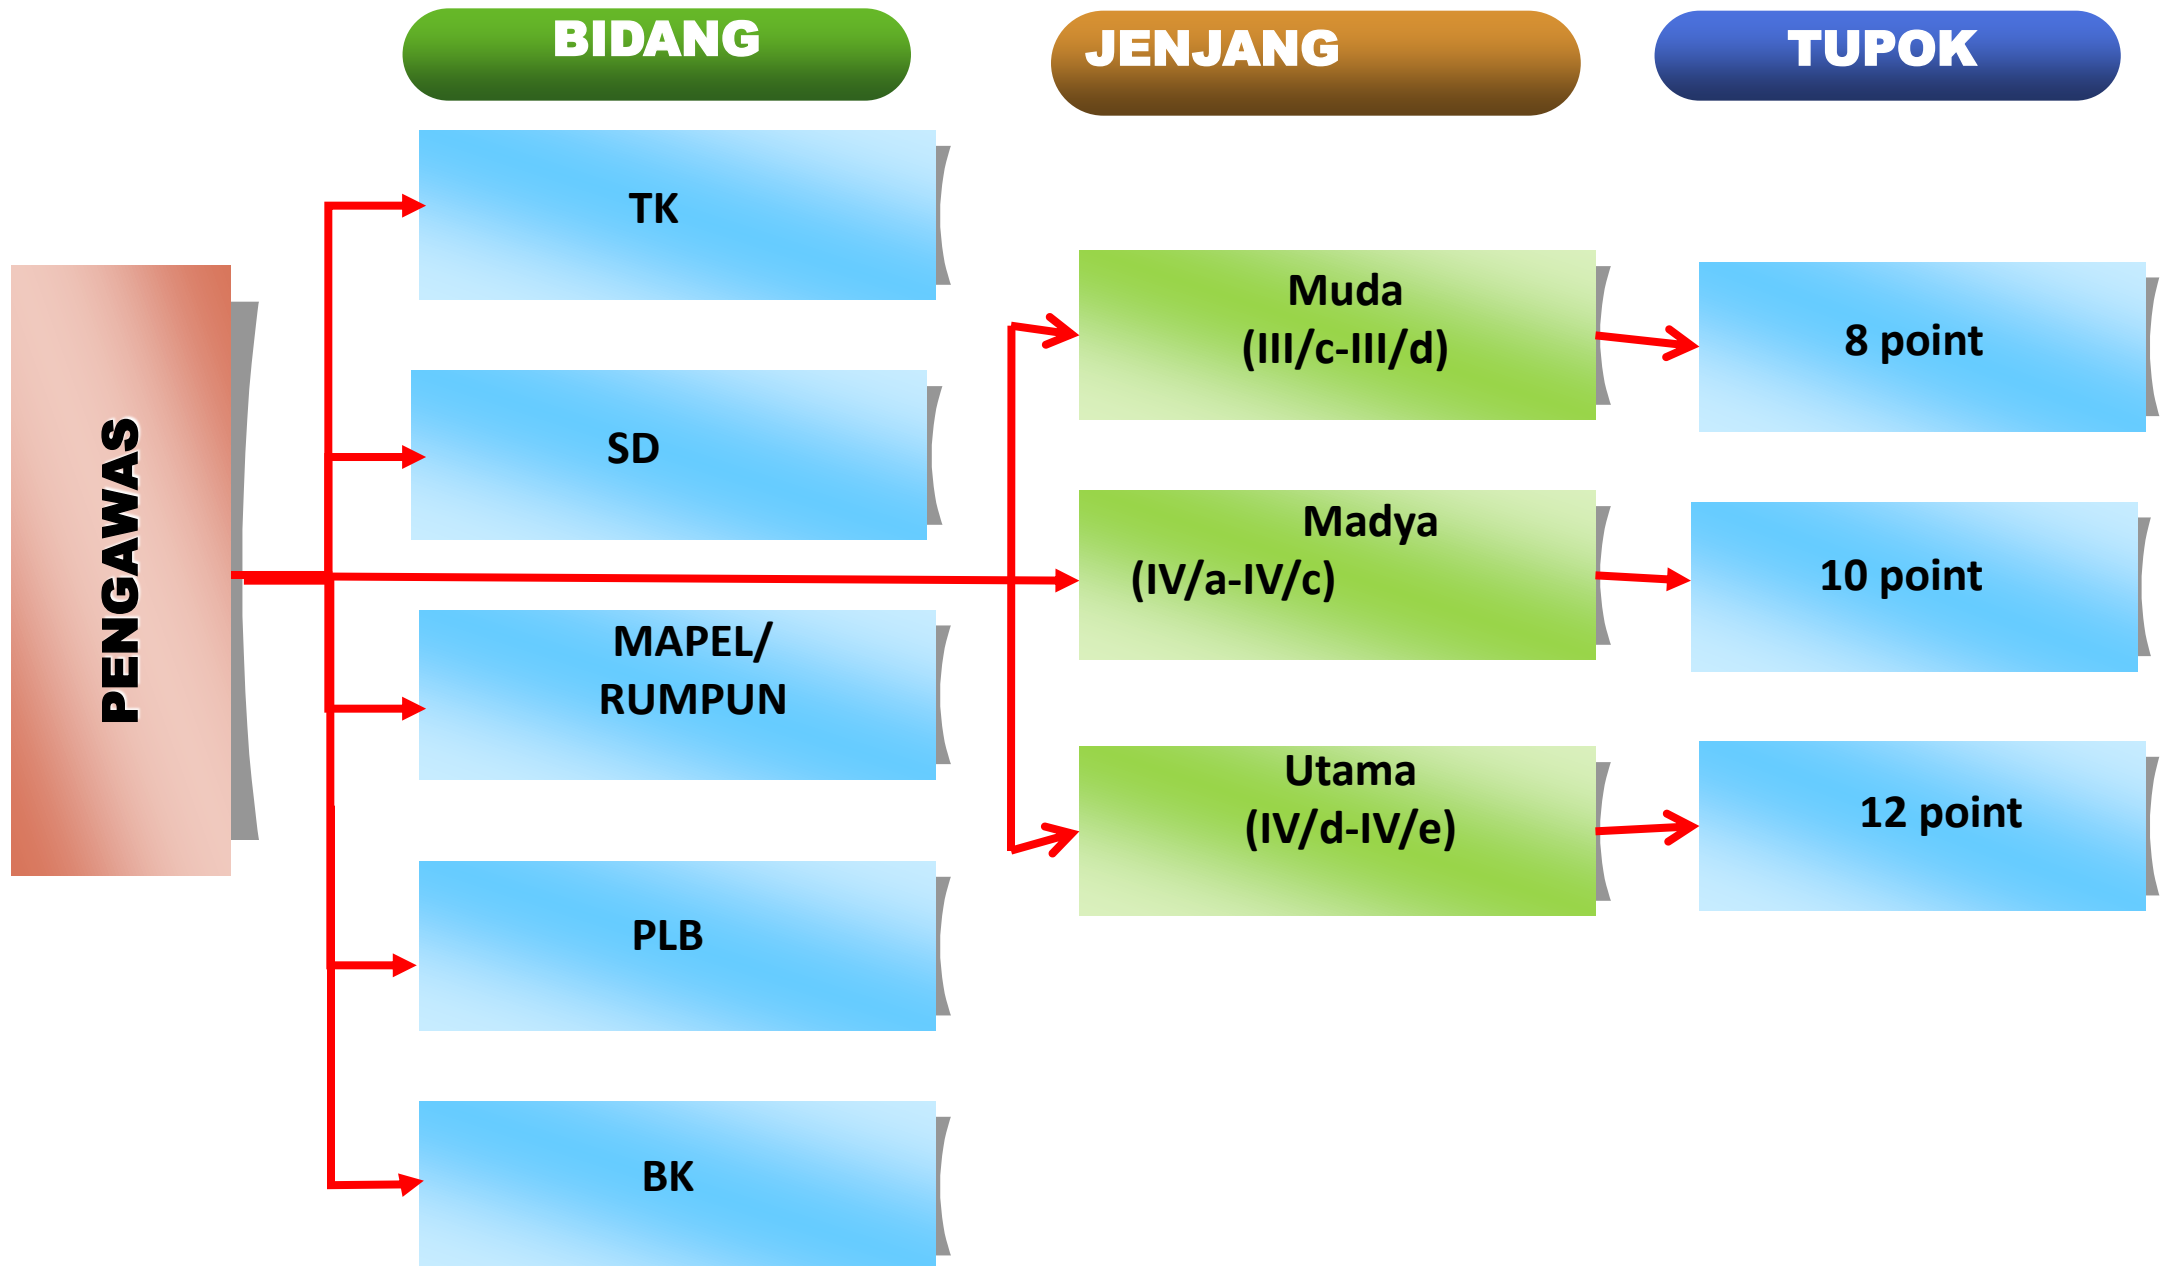 BIDANG
JENJANG
TUPOK
PENGAWAS
TK
SD
MAPEL/
RUMPUN
PLB
BK
Muda
(III/c-III/d)
Madya
(IV/a-IV/c)
Utama
(IV/d-IV/e)
8 point
10 point
12 point